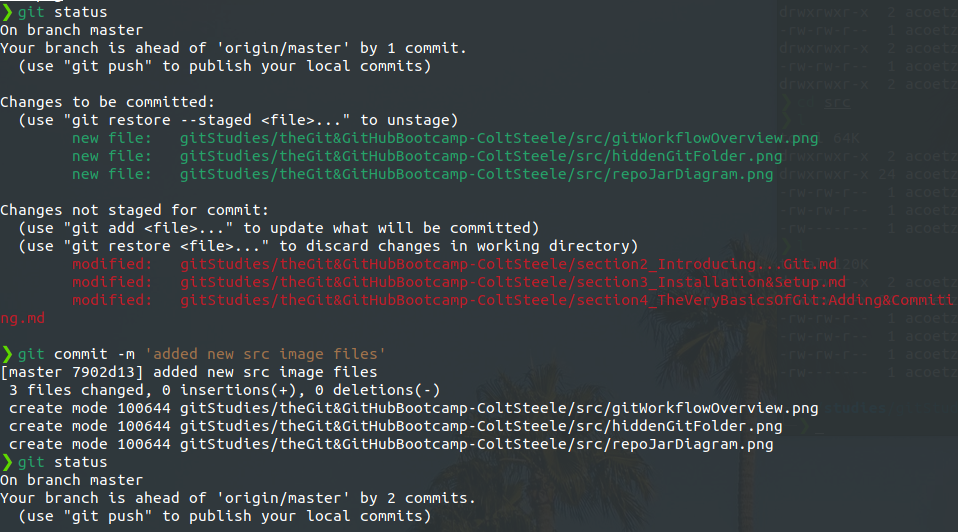 ❯ git status
On branch master
Your branch is ahead of 'origin/master' by 1 commit.
  (use "git push" to publish your local commits)

Changes to be committed:
  (use "git restore --staged <file>..." to unstage)
        new file:   gitStudies/theGit&GitHubBootcamp-ColtSteele/src/gitWorkflowOverview.png
        new file:   gitStudies/theGit&GitHubBootcamp-ColtSteele/src/hiddenGitFolder.png
        new file:   gitStudies/theGit&GitHubBootcamp-ColtSteele/src/repoJarDiagram.png

Changes not staged for commit:
  (use "git add <file>..." to update what will be committed)
  (use "git restore <file>..." to discard changes in working directory)
        modified:   gitStudies/theGit&GitHubBootcamp-ColtSteele/section2_Introducing...Git.md
        modified:   gitStudies/theGit&GitHubBootcamp-ColtSteele/section3_Installation&Setup.md
        modified:   gitStudies/theGit&GitHubBootcamp-ColtSteele/section4_TheVeryBasicsOfGit:Adding&Commiti
ng.md

❯ git commit -m 'added new src image files'
[master 7902d13] added new src image files
 3 files changed, 0 insertions(+), 0 deletions(-)
 create mode 100644 gitStudies/theGit&GitHubBootcamp-ColtSteele/src/gitWorkflowOverview.png
 create mode 100644 gitStudies/theGit&GitHubBootcamp-ColtSteele/src/hiddenGitFolder.png
 create mode 100644 gitStudies/theGit&GitHubBootcamp-ColtSteele/src/repoJarDiagram.png
❯ git status
On branch master
Your branch is ahead of 'origin/master' by 2 commits.
  (use "git push" to publish your local commits)